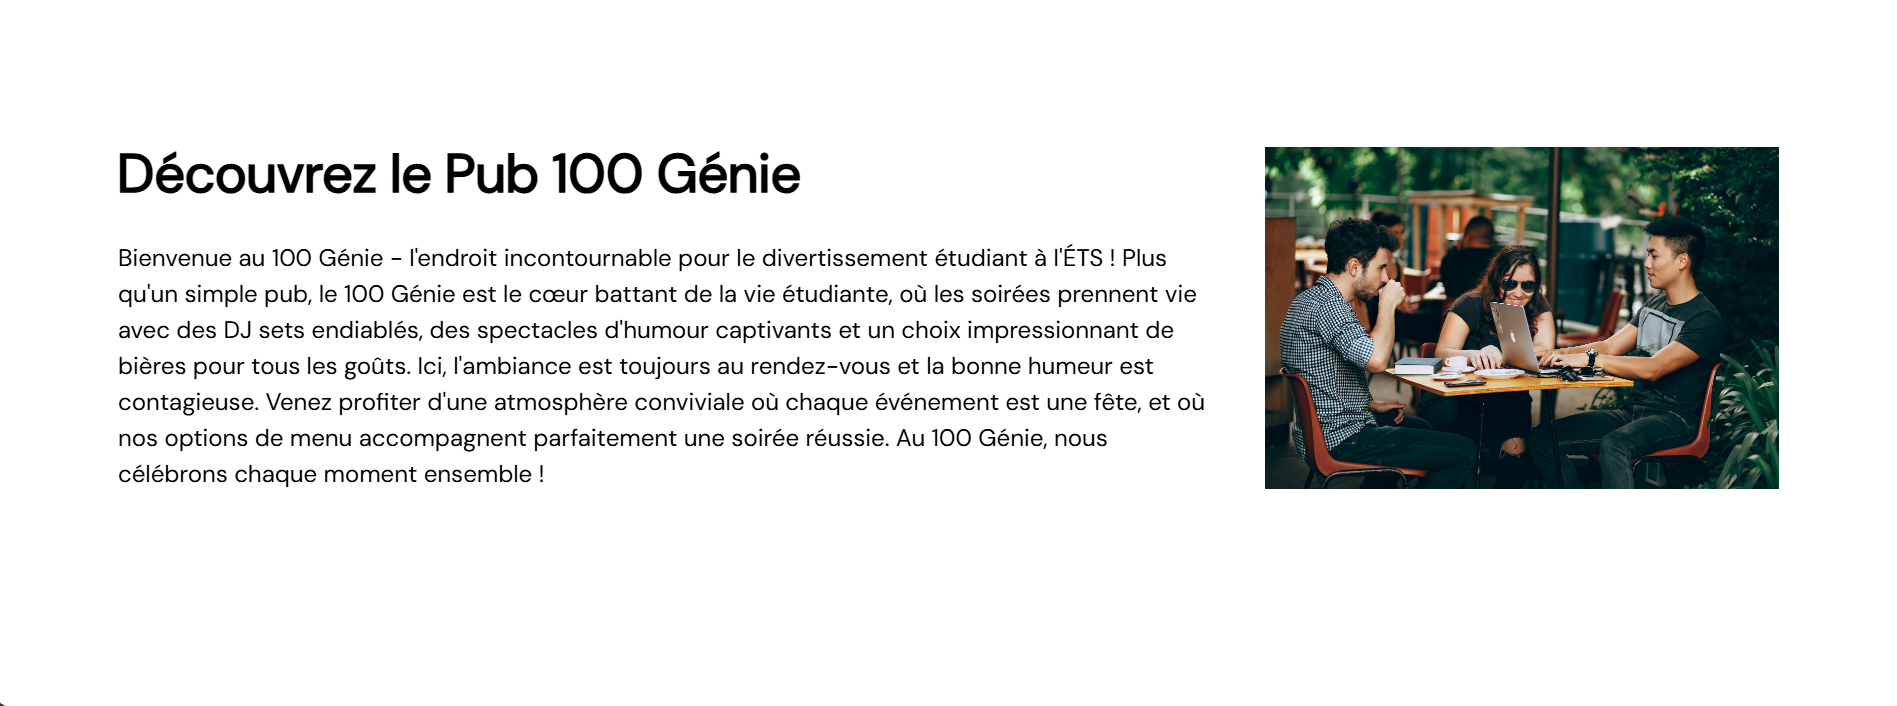 Découvrez le Pub 100 Génie
Bienvenue au 100 Génie - l'endroit incontournable pour le divertissement étudiant à l'ÉTS ! Plus
qu'un simple pub, le 100 Génie est le cœur battant de la vie étudiante, où les soirées prennent vie
avec des DJ sets endiablés, des spectacles d'humour captivants et un choix impressionnant de
bières pour tous les goûts. Ici, l'ambiance est toujours au rendez-vous et la bonne humeur est
contagieuse. Venez profiter d'une atmosphère conviviale où chaque événement est une fête, et où
nos options de menu accompagnent parfaitement une soirée réussie. Au 100 Génie, nous
célébrons chaque moment ensemble !